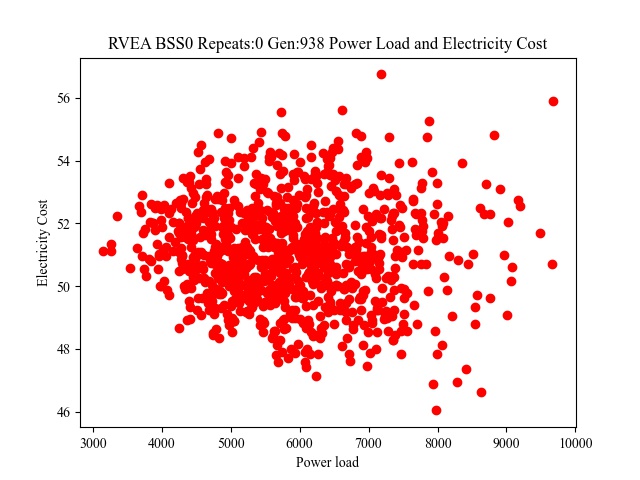 RVEA BSS0 Repeats:0 Gen:938 Power Load and Electricity Cost
56
54
52
50
48
46
Electricity Cost
3000 4000 5000 6000 7000 8000 9000 10000
Power load